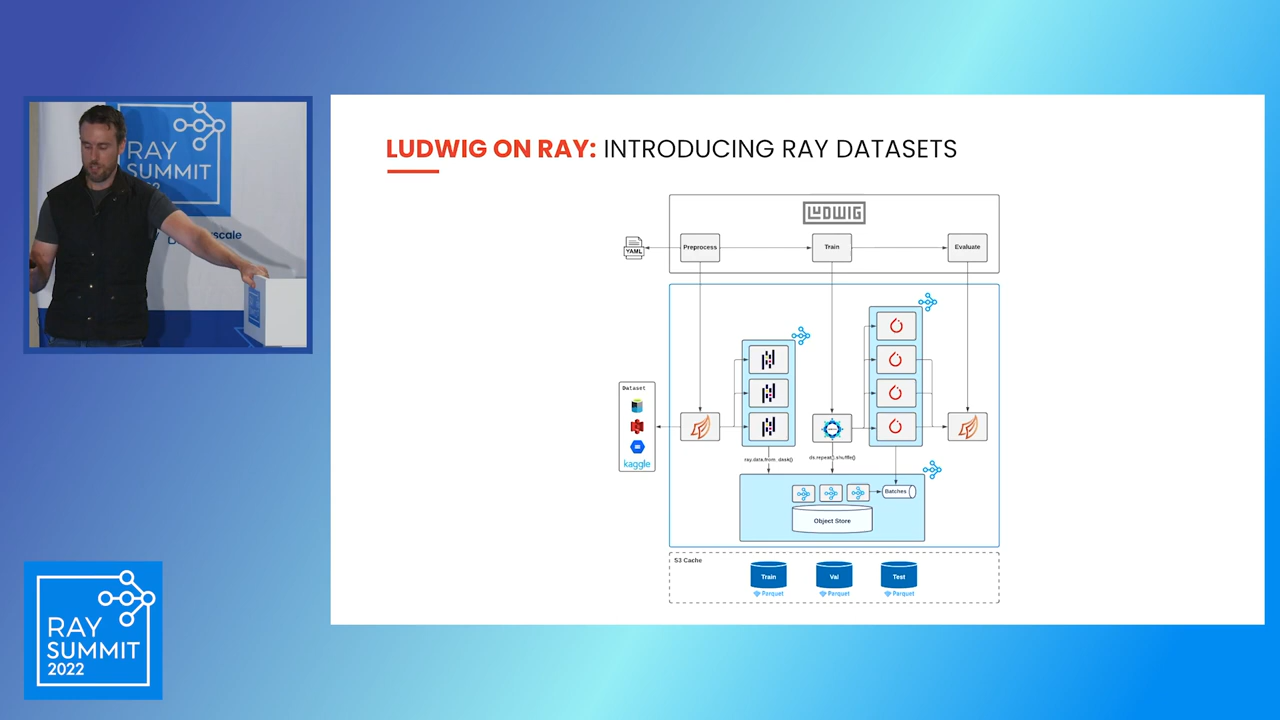 RAY
SUMMIT
scale
LUDWIG ON RAY: INTRODUCING RAY DATASETS
LUDWIG
YAML
Preprocess
Train
Evaluate
Dataset
kaggle
ray.data.from_dask()
ds.repeat().shuffle()
Batches
Object Store
S3 Cache
Train
Val
Test
Parquet
Parquet
Parquet
RAY
SUMMIT
2022